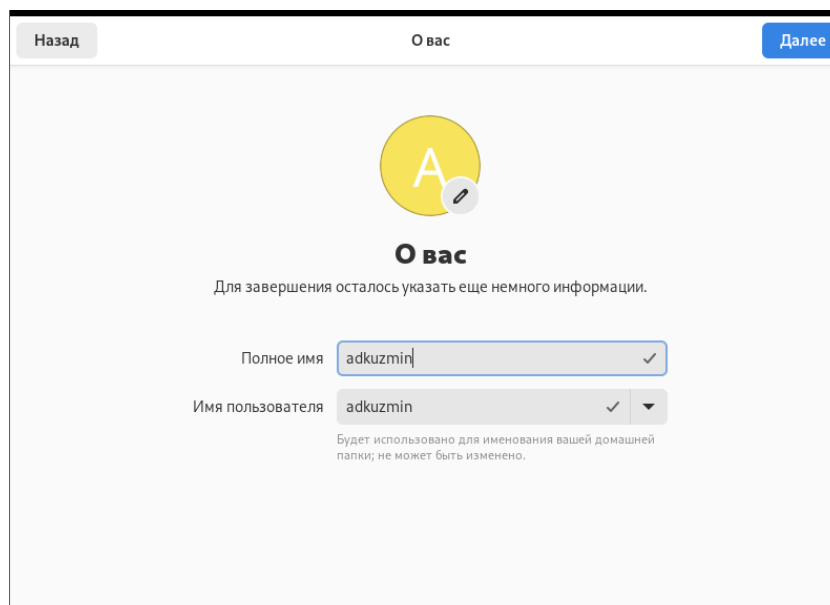 Назад
О вас
Далее
A
О вас
Для завершения осталось указать еще немного информации.
Полное имя
adkuzmin
Имя пользователя
adkuzmin
Будет использовано для именования вашей домашней
папки; не может быть изменено.